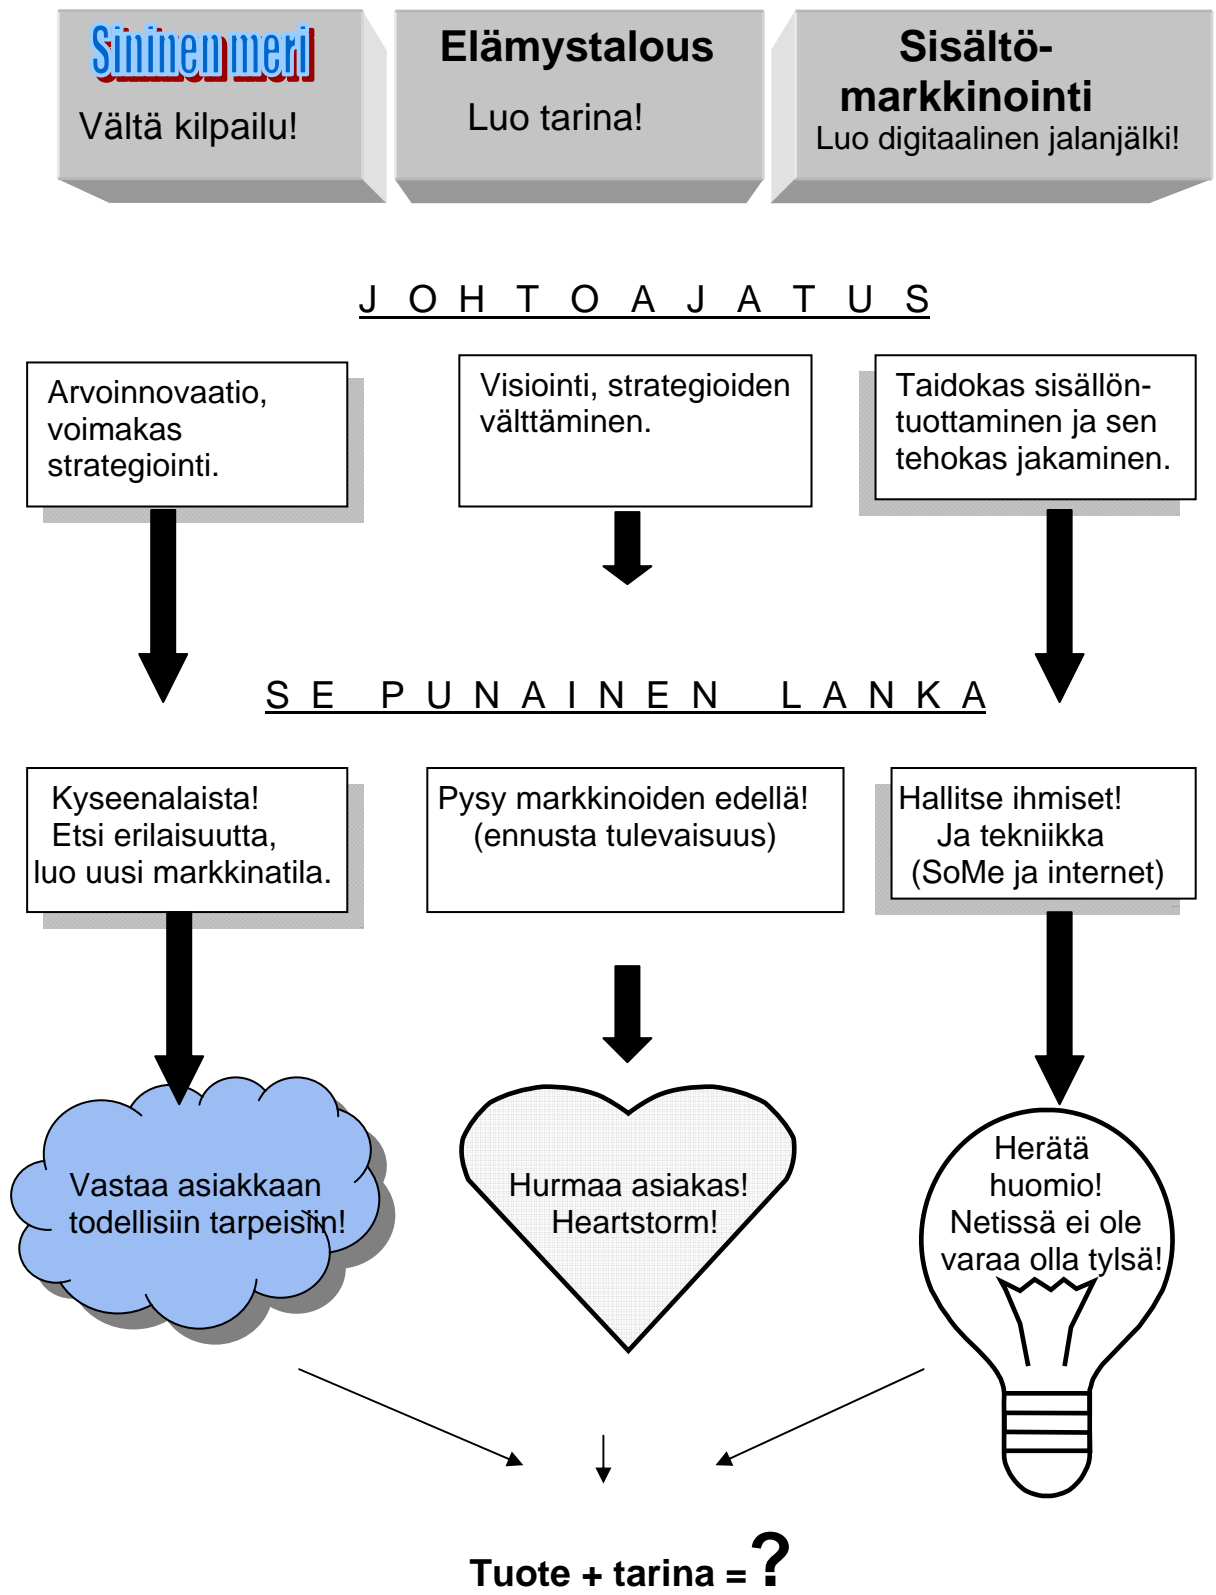 Sininen meri
Vältä kilpailu!
Elämystalous
Luo tarina!
Sisältö-
markkinointi
Luo digitaalinen jalanjälki!
J O H T O A J A T U S
Arvoinnovaatio,
voimakas
strategiointi.
Visiointi, strategioiden
välttäminen.
Taidokas sisällön-
tuottaminen ja sen
tehokas jakaminen.
S E P U N A I N E N L A N K A
Kyseenalaista!
Etsi erilaisuutta,
luo uusi markkinatila.
Pysy markkinoiden edellä!
(ennusta tulevaisuus)
Hallitse ihmiset!
Ja tekniikka
(SoMe ja internet)
Vastaa asiakkaan
todellisiin tarpeisiin!
Hurmaa asiakas!
Heartstorm!
Herätä
huomio!
Netissä ei ole
varaa olla tylsä!
Tuote + tarina = ?